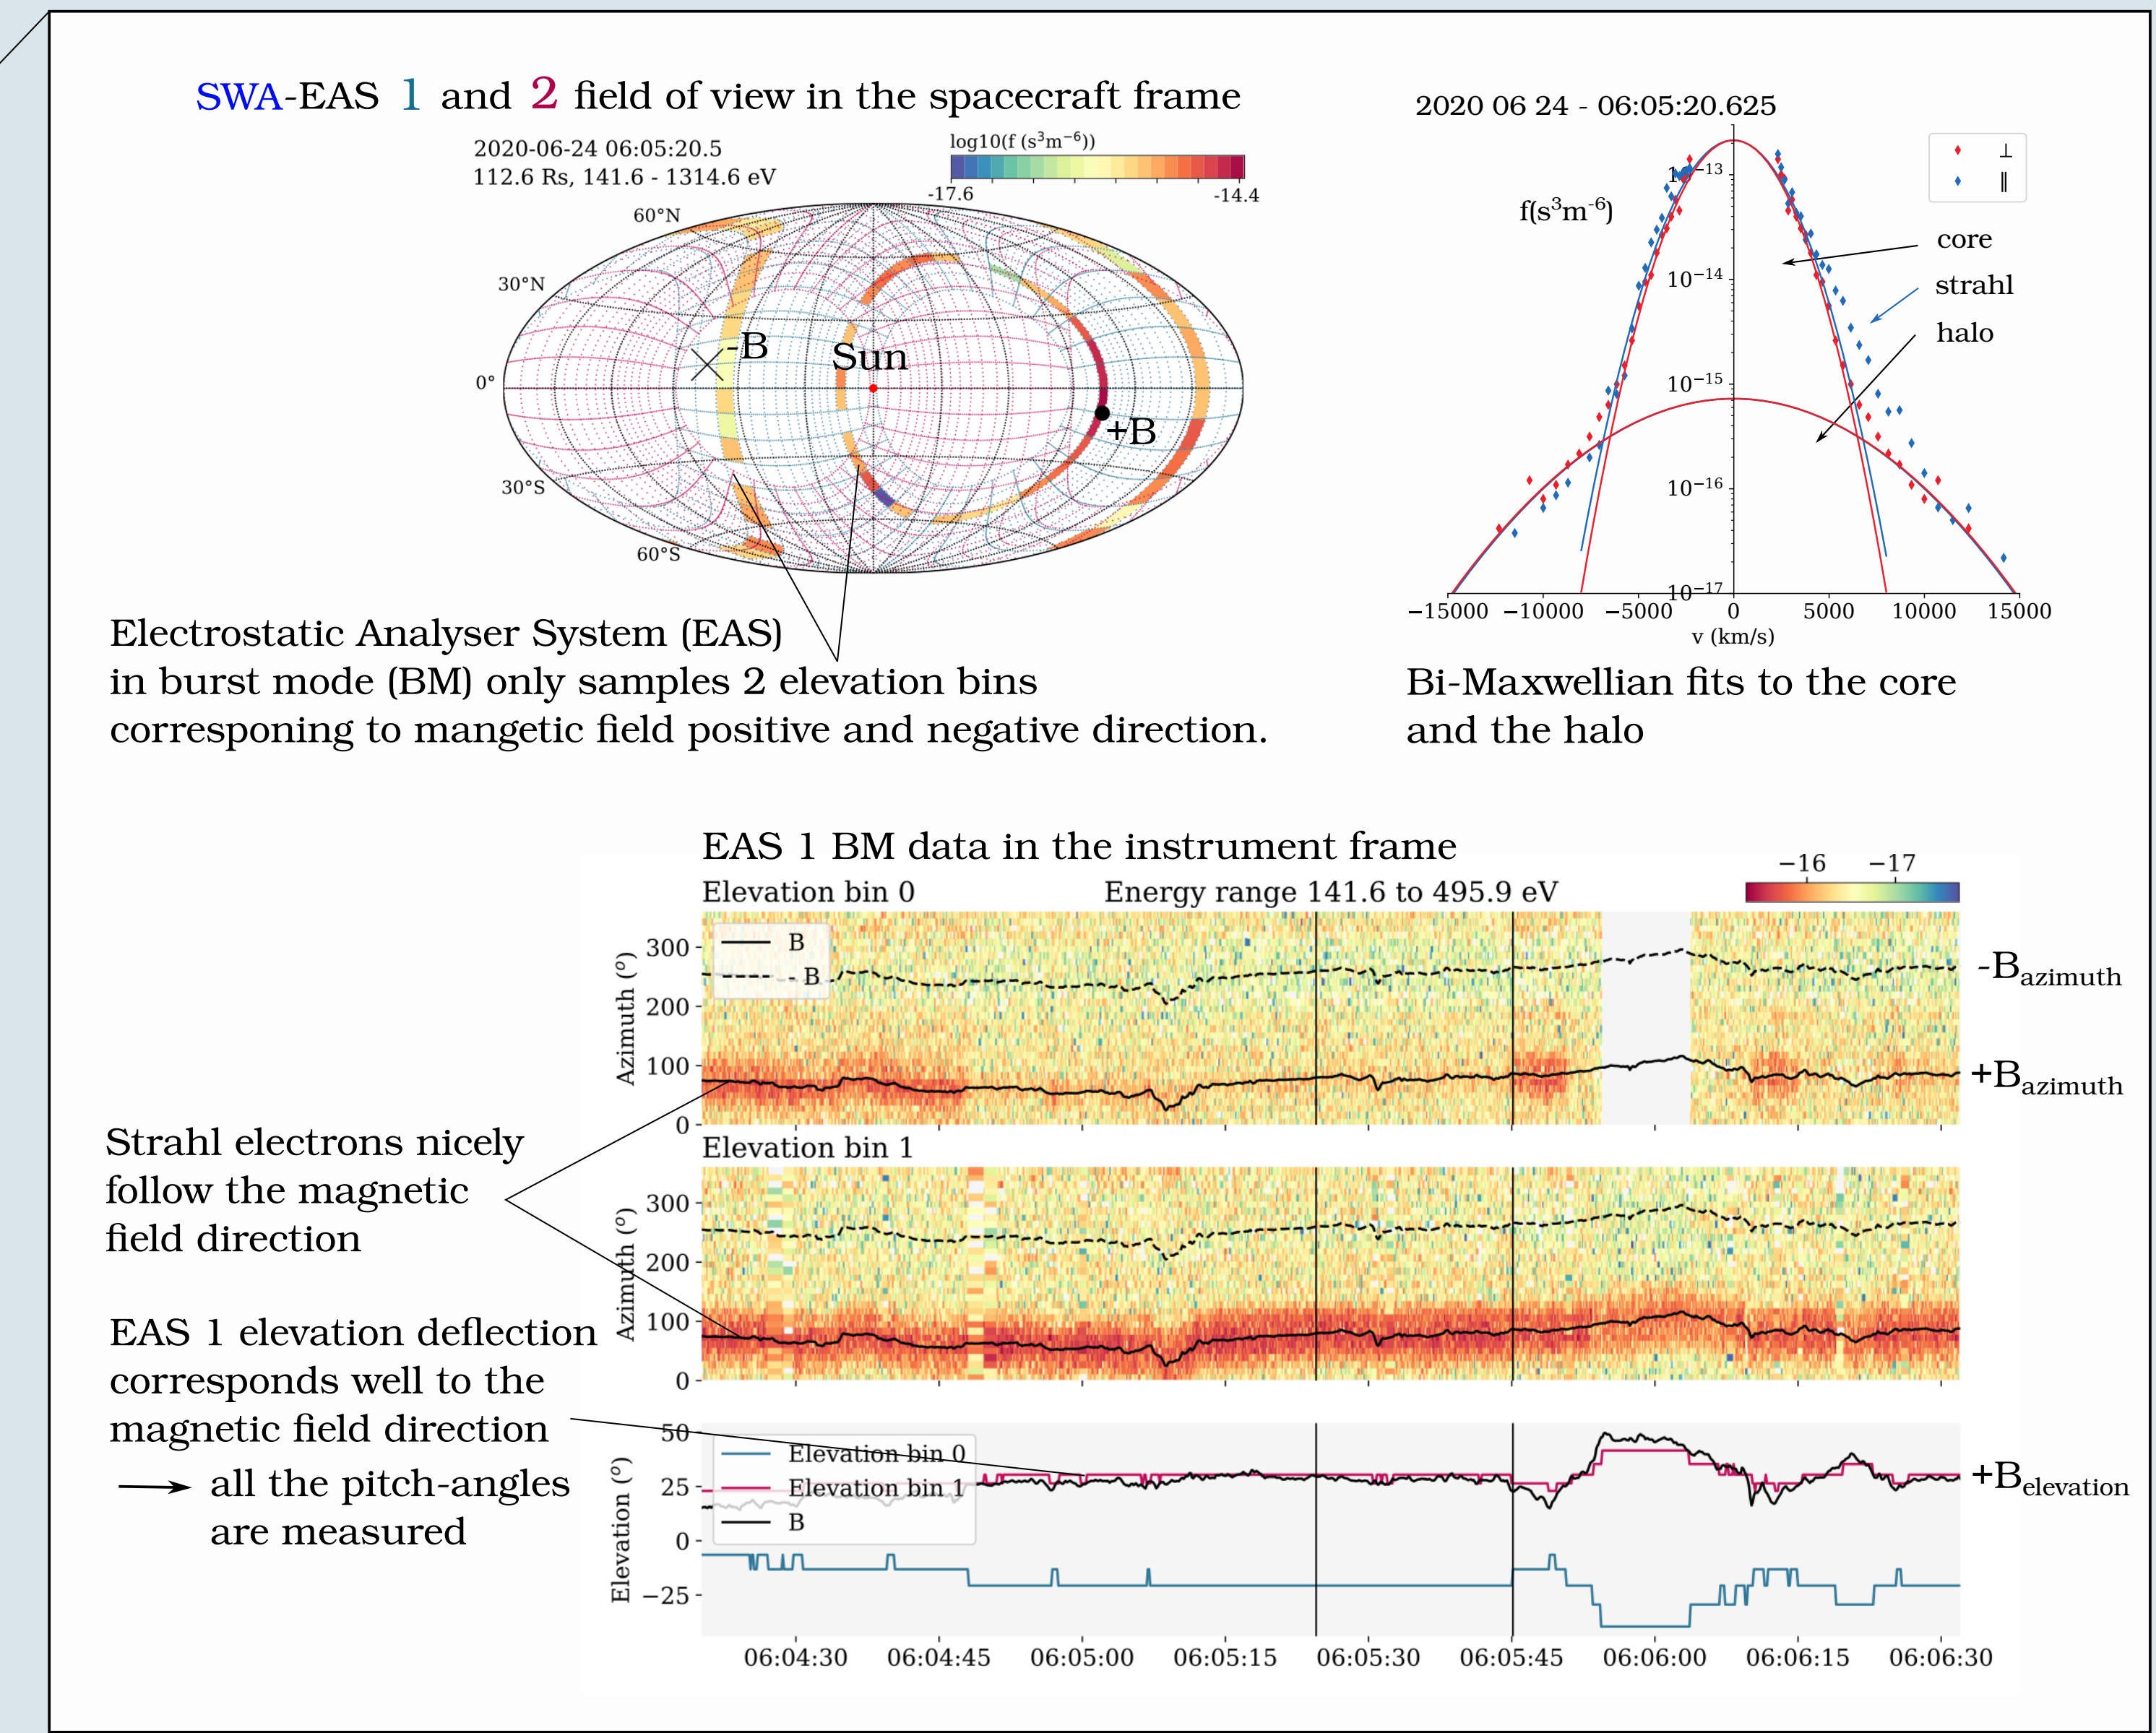 SWA-EAS 1 and 2 field of view in the spacecraft frame
2020-06-24 06:05:20.5
112.6 Rs, 141.6 - 1314.6 eV
log10(f (s³m⁻⁶))
-17.6
-14.4
60°N
30°N
0°
30°S
60°S
-B
Sun
+B
Electrostatic Analyser System (EAS)
in burst mode (BM) only samples 2 elevation bins
corresponing to mangetic field positive and negative direction.
2020 06 24 - 06:05:20.625
⊥
∥
f(s³m⁻⁶)
10⁻¹³
10⁻¹⁴
10⁻¹⁵
10⁻¹⁶
10⁻¹⁷
core
strahl
halo
−15000 −10000 −5000 0 5000 10000 15000
v (km/s)
Bi-Maxwellian fits to the core
and the halo
EAS 1 BM data in the instrument frame
Elevation bin 0
Energy range 141.6 to 495.9 eV
−16 −17
B
- B
300
200
100
0
Azimuth (°)
-Bazimuth
+Bazimuth
Elevation bin 1
300
200
100
0
Azimuth (°)
Strahl electrons nicely
follow the magnetic
field direction
EAS 1 elevation deflection
corresponds well to the
magnetic field direction
all the pitch-angles
are measured
50
25
0
−25
Elevation (°)
Elevation bin 0
Elevation bin 1
B
+Belevation
06:04:30 06:04:45 06:05:00 06:05:15 06:05:30 06:05:45 06:06:00 06:06:15 06:06:30